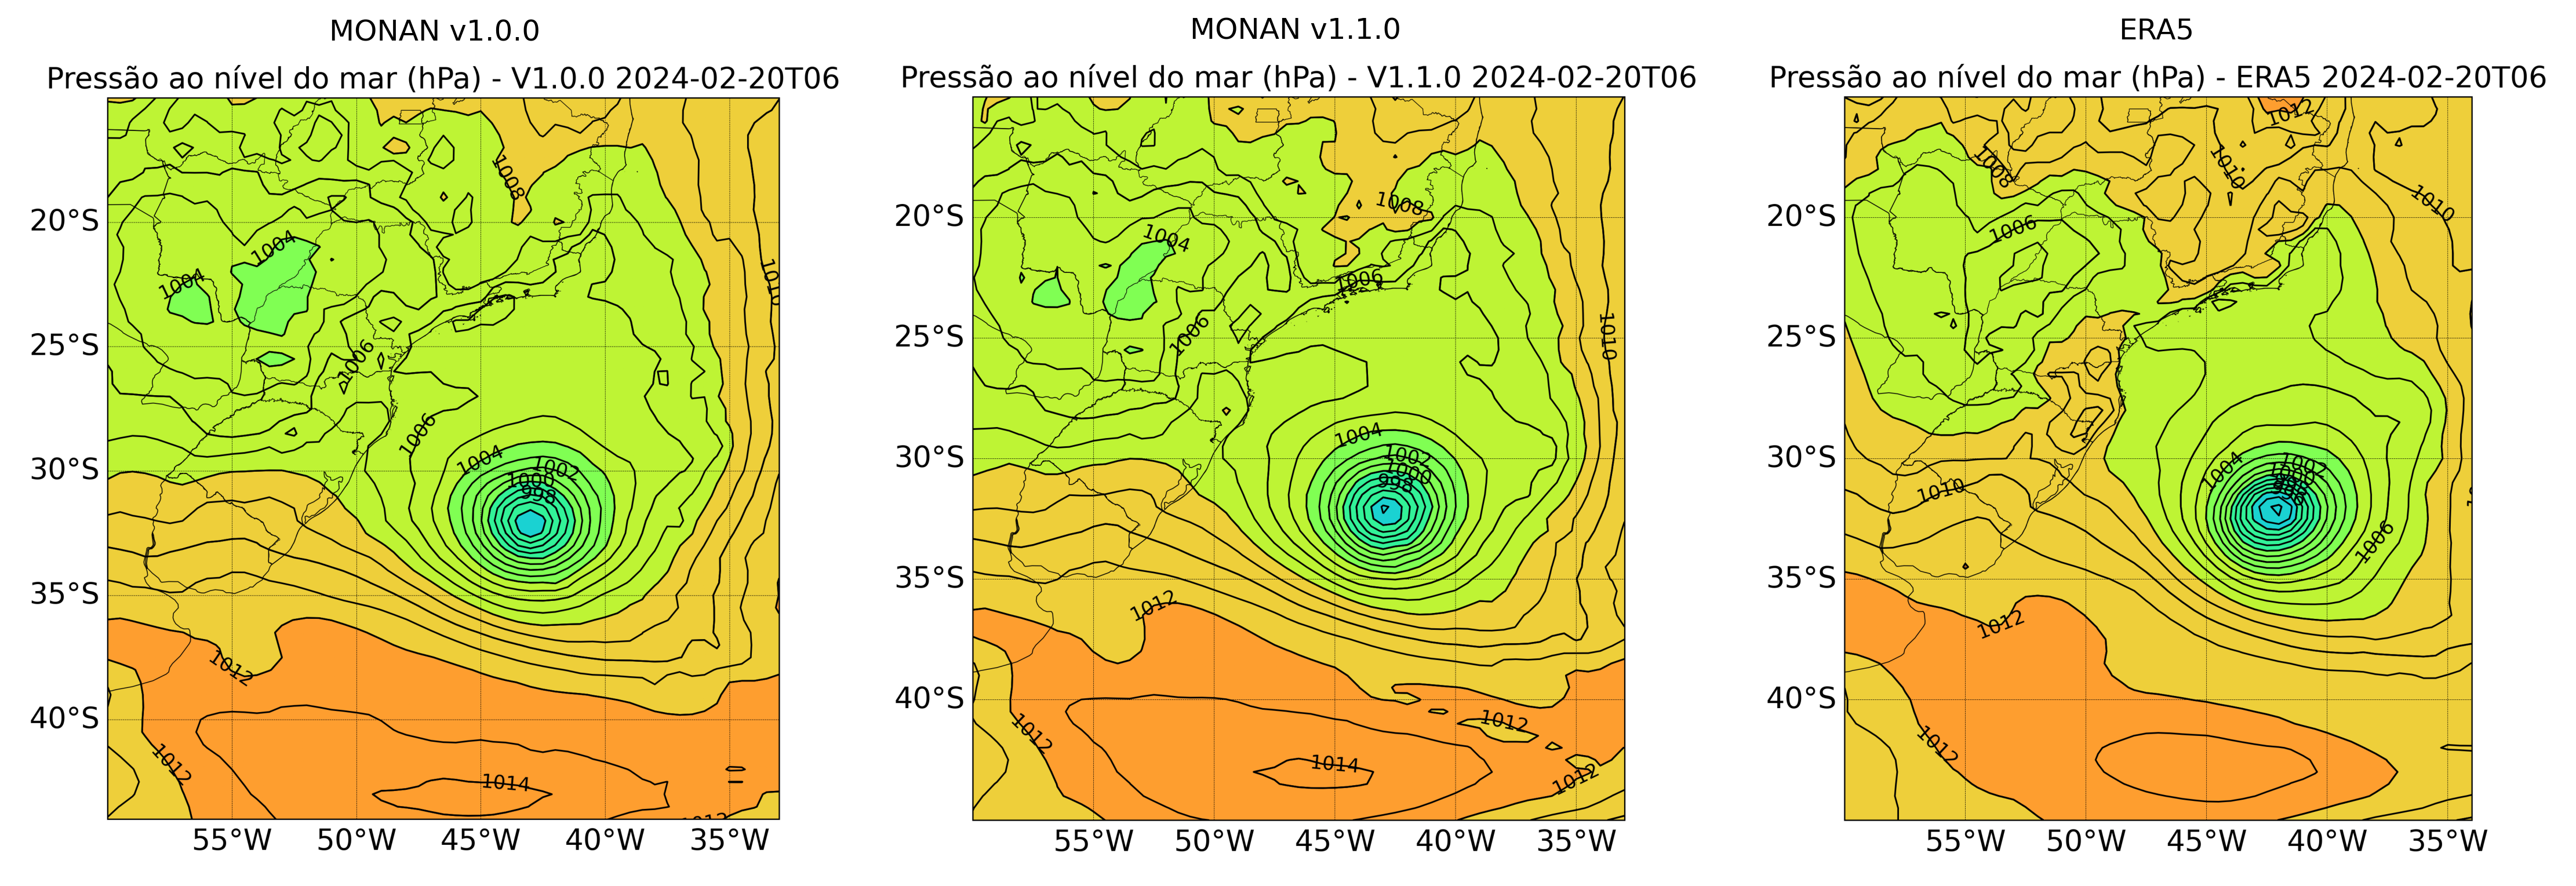 MONAN v1.0.0
Pressão ao nível do mar (hPa) - V1.0.0 2024-02-20T06
1008
1004
1004
1010
1006
1006
1004
1002
1000
998
1012
1012
1014
20°S
25°S
30°S
35°S
40°S
55°W
50°W
45°W
40°W
35°W
MONAN v1.1.0
Pressão ao nível do mar (hPa) - V1.1.0 2024-02-20T06
1008
1004
1006
1006
1010
1004
1002
1000
998
1012
1012
1012
1014
1012
20°S
25°S
30°S
35°S
40°S
55°W
50°W
45°W
40°W
35°W
ERA5
Pressão ao nível do mar (hPa) - ERA5 2024-02-20T06
1012
1008
1010
1010
1006
1004
1002
1000
1010
1006
1012
1012
20°S
25°S
30°S
35°S
40°S
55°W
50°W
45°W
40°W
35°W